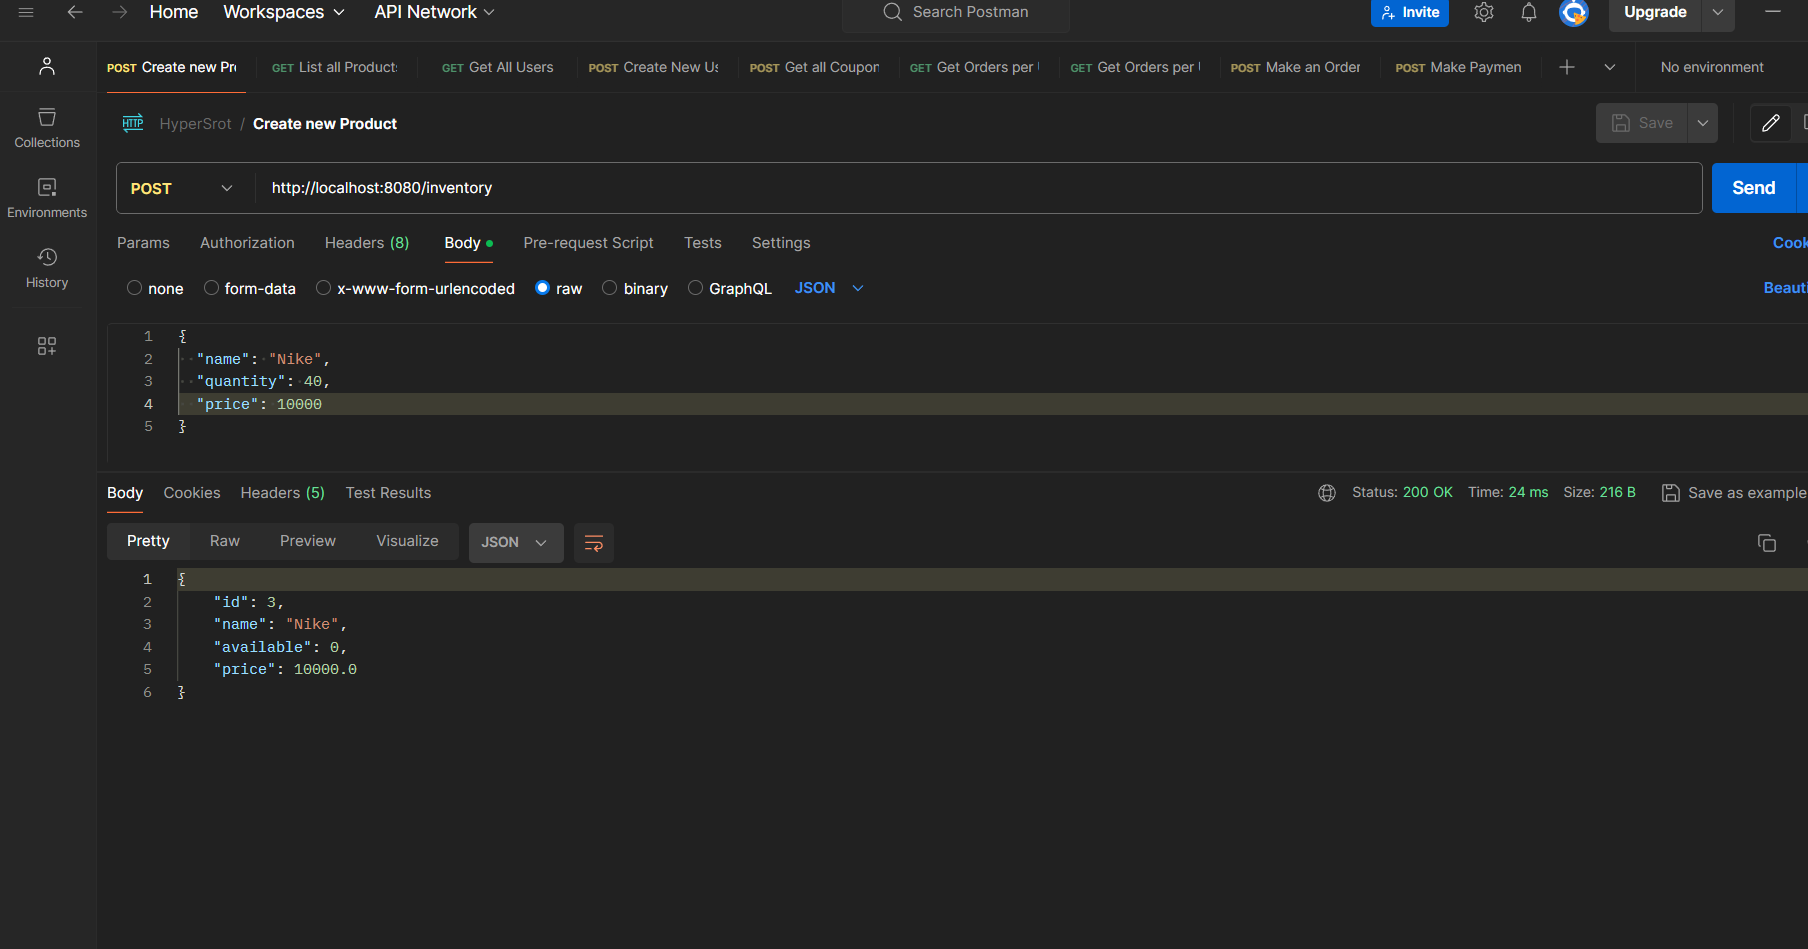 Home Workspaces API Network Search Postman Invite Upgrade
POST Create new Pr GET List all Product GET Get All Users POST Create New Us POST Get all Coupon GET Get Orders per GET Get Orders per POST Make an Order POST Make Paymen No environment
Collections
Environments
History
HTTP HyperSrot / Create new Product Save
POST http://localhost:8080/inventory Send
Params Authorization Headers (8) Body Pre-request Script Tests Settings Cook
none form-data x-www-form-urlencoded raw binary GraphQL JSON Beauti
1 {
2 "name": "Nike",
3 "quantity": 40,
4 "price": 10000
5 }
Body Cookies Headers (5) Test Results Status: 200 OK Time: 24 ms Size: 216 B Save as example
Pretty Raw Preview Visualize JSON
1 {
2 "id": 3,
3 "name": "Nike",
4 "available": 0,
5 "price": 10000.0
6 }